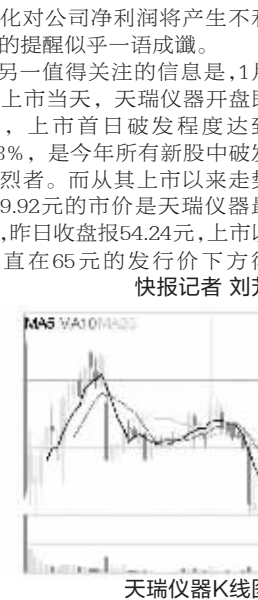 化对公司净利润将产生不利
的提醒似乎一语成谶。
另一值得关注的信息是,1月
上市当天，天瑞仪器开盘即
，上市首日破发程度达到
3%，是今年所有新股中破发
烈者。而从其上市以来走势
9.92元的市价是天瑞仪器最
,昨日收盘报54.24元,上市以
直在65元的发行价下方徘
快报记者 刘芳
MA5 MA10 MA20
天瑞仪器K线图